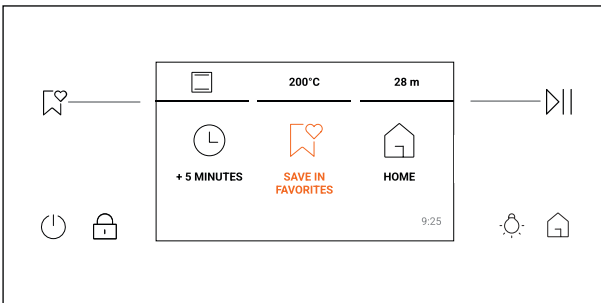 200°C
28 m
+ 5 MINUTES
SAVE IN
FAVORITES
HOME
9:25